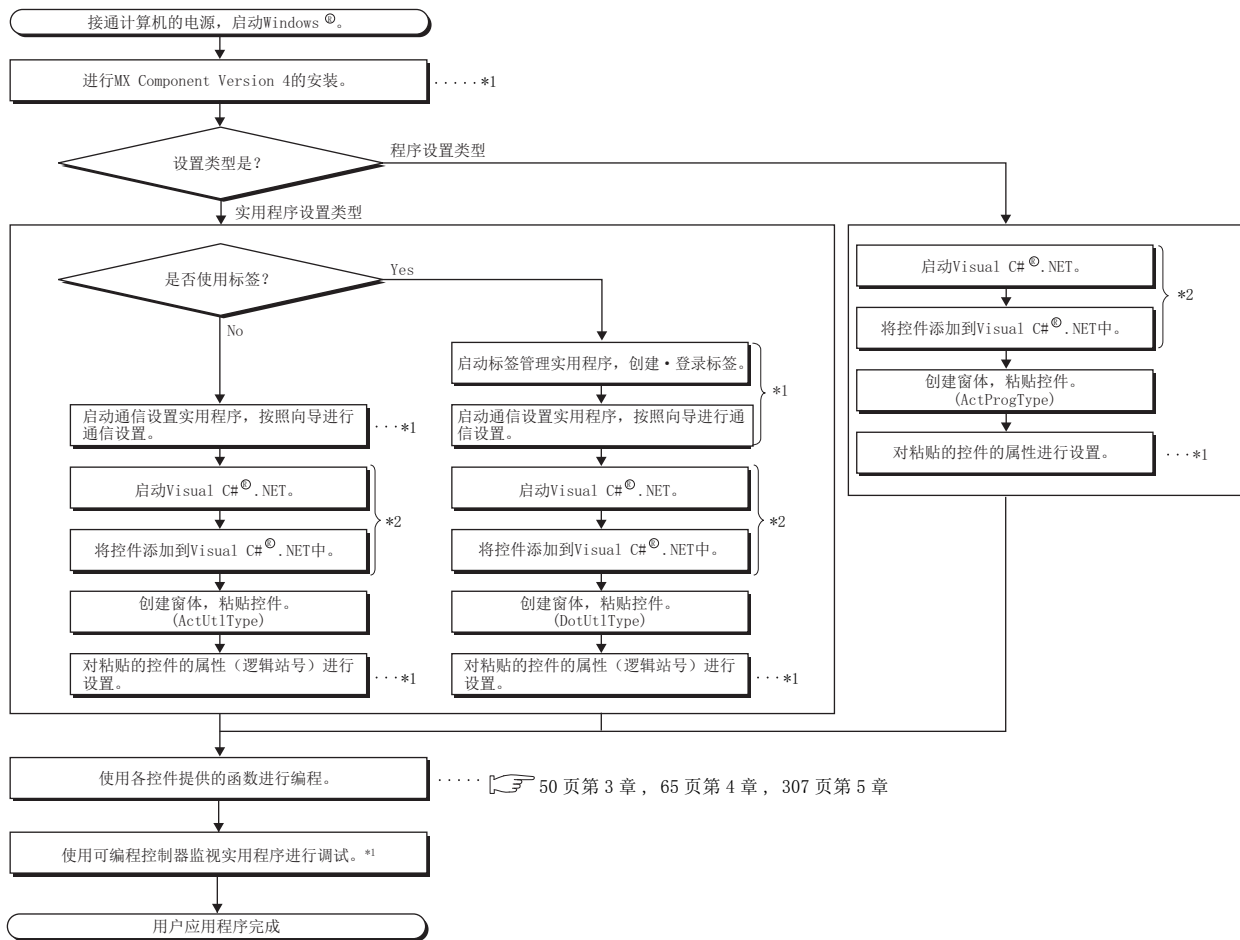 接通计算机的电源，启动Windows ®。
进行MX Component Version 4的安装。
·····*1
设置类型是？
程序设置类型
实用程序设置类型
是否使用标签？
Yes
No
启动标签管理实用程序，创建·登录标签。
启动通信设置实用程序，按照向导进行通
信设置。
*1
启动Visual C#®.NET。
将控件添加到Visual C#®.NET中。
*2
创建窗体，粘贴控件。
(DotUtlType)
对粘贴的控件的属性（逻辑站号）进行
设置。
···*1
启动通信设置实用程序，按照向导进行
通信设置。
···*1
启动Visual C#®.NET。
将控件添加到Visual C#®.NET中。
*2
创建窗体，粘贴控件。
(ActUtlType)
对粘贴的控件的属性（逻辑站号）进行
设置。
···*1
启动Visual C#®.NET。
将控件添加到Visual C#®.NET中。
*2
创建窗体，粘贴控件。
(ActProgType)
对粘贴的控件的属性进行设置。
···*1
使用各控件提供的函数进行编程。
····· 50 页第 3 章，65 页第 4 章，307 页第 5 章
使用可编程控制器监视实用程序进行调试。*1
用户应用程序完成